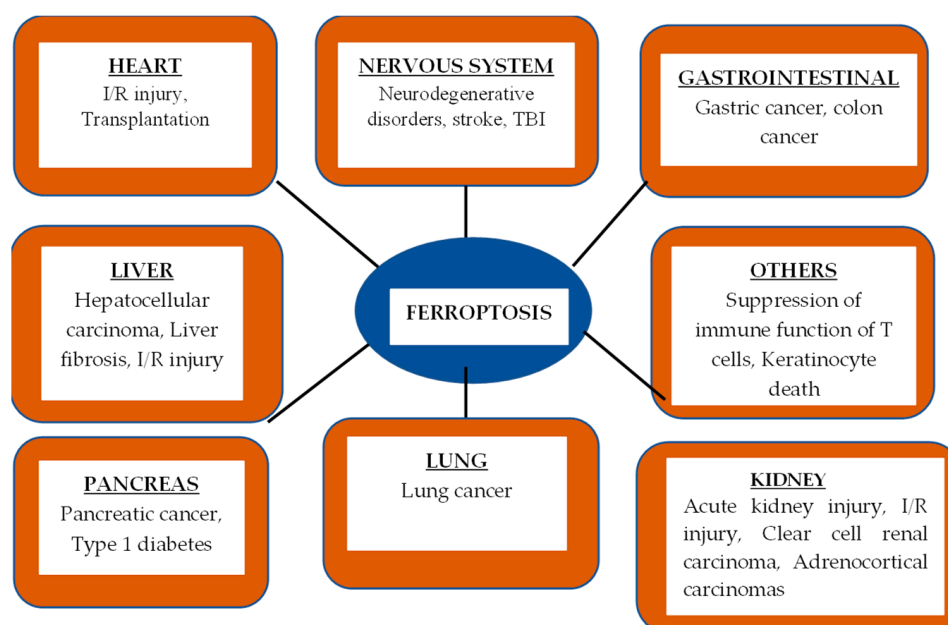 HEART
I/R injury,
Transplantation
NERVOUS SYSTEM
Neurodegenerative
disorders, stroke, TBI
GASTROINTESTINAL
Gastric cancer, colon
cancer
LIVER
Hepatocellular
carcinoma, Liver
fibrosis, I/R injury
FERROPTOSIS
OTHERS
Suppression of
immune function of T
cells, Keratinocyte
death
PANCREAS
Pancreatic cancer,
Type 1 diabetes
LUNG
Lung cancer
KIDNEY
Acute kidney injury, I/R
injury, Clear cell renal
carcinoma, Adrenocortical
carcinomas